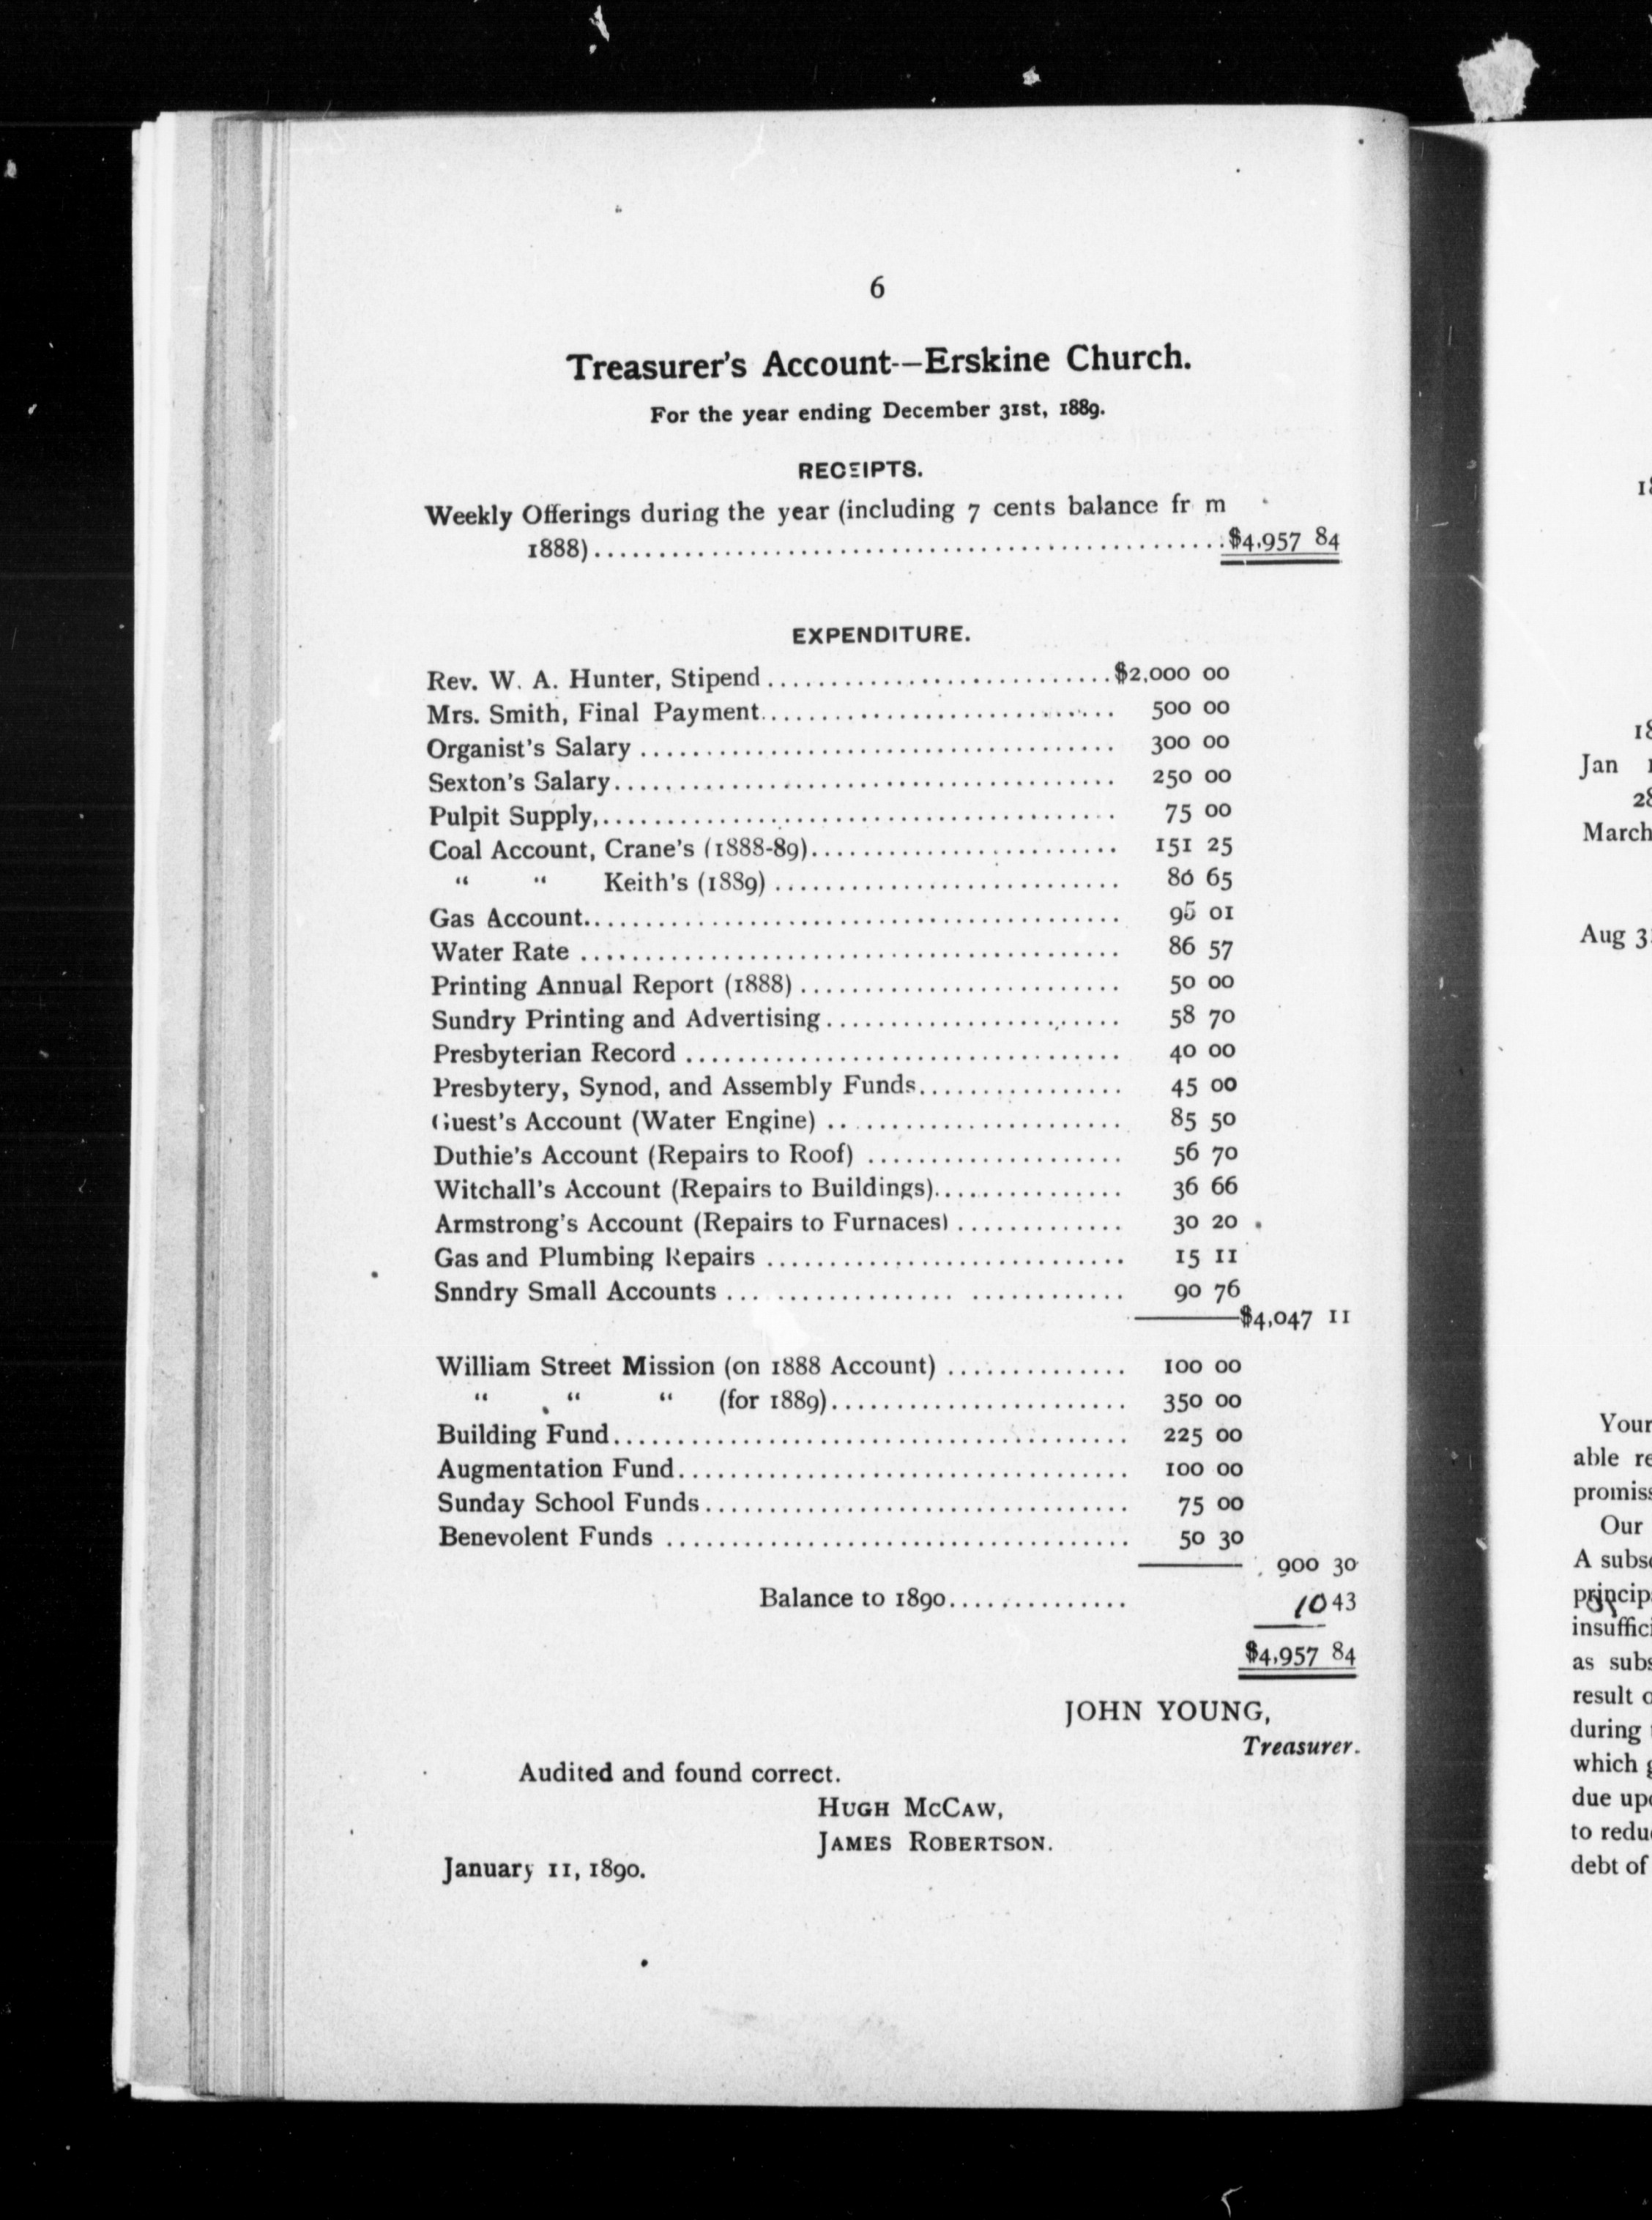 6
Treasurer's Account--Erskine Church.
For the year ending December 31st, 1889.
RECEIPTS.
Weekly Offerings during the year (including 7 cents balance fr m
1888)..................................................$4,957 84
EXPENDITURE.
Rev. W. A. Hunter, Stipend...........................$2,000 00
Mrs. Smith, Final Payment............................ 500 00
Organist's Salary ..................................... 300 00
Sexton's Salary....................................... 250 00
Pulpit Supply,........................................ 75 00
Coal Account, Crane's (1888-89)........................ 151 25
“ “ Keith's (1889) ........................... 80 65
Gas Account.......................................... 95 01
Water Rate .......................................... 86 57
Printing Annual Report (1888) ......................... 50 00
Sundry Printing and Advertising....................... 58 70
Presbyterian Record .................................. 40 00
Presbytery, Synod, and Assembly Funds................ 45 00
Guest's Account (Water Engine) ....................... 85 50
Duthie's Account (Repairs to Roof) .................... 56 70
Witchall's Account (Repairs to Buildings)............... 36 66
Armstrong's Account (Repairs to Furnaces) ............. 30 20
Gas and Plumbing Repairs ............................ 15 11
Snndry Small Accounts .................. ............ 90 76
$4,047 11
William Street Mission (on 1888 Account) .............. 100 00
“ “ “ (for 1889)....................... 350 00
Building Fund........................................ 225 00
Augmentation Fund................................... 100 00
Sunday School Funds................................. 75 00
Benevolent Funds .................................... 50 30
900 30
Balance to 1890.............. 10 43
$4,957 84
JOHN YOUNG,
Treasurer.
Audited and found correct.
HUGH MCCAW,
JAMES ROBERTSON.
January 11, 1890.
Jan
March
Aug
Your
able
Our
A
as
result
during
which
due
to
debt of